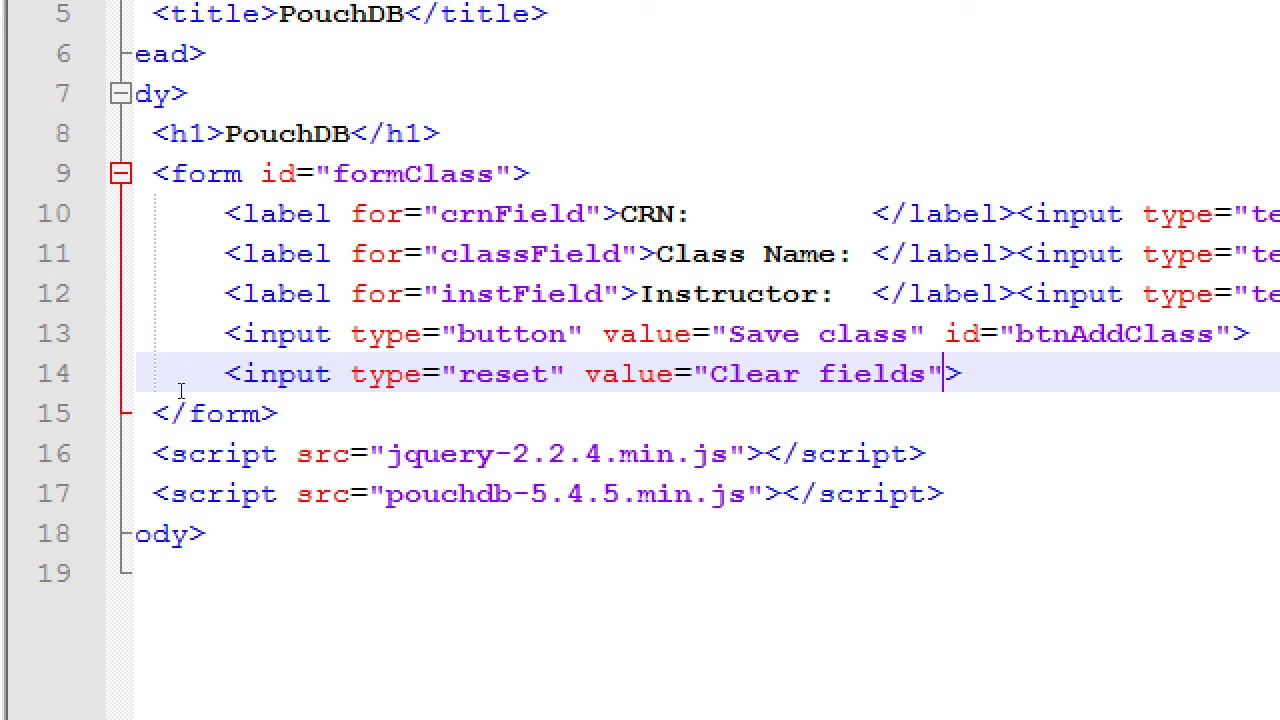 5 <title>PouchDB</title>
6 ead>
7 dy>
8 <h1>PouchDB</h1>
9 <form id="formClass">
10 <label for="crnField">CRN: </label><input type="te
11 <label for="classField">Class Name: </label><input type="te
12 <label for="instField">Instructor: </label><input type="te
13 <input type="button" value="Save class" id="btnAddClass">
14 <input type="reset" value="Clear fields">
15 </form>
16 <script src="jquery-2.2.4.min.js"></script>
17 <script src="pouchdb-5.4.5.min.js"></script>
18 ody>
19